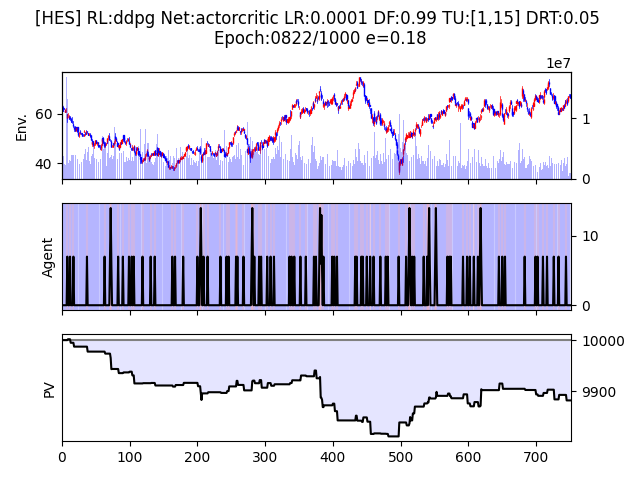 [HES] RL:ddpg Net:actorcritic LR:0.0001 DF:0.99 TU:[1,15] DRT:0.05
Epoch:0822/1000 e=0.18
1e7
Env.
60
40
1
0
Agent
10
0
PV
10000
9900
0 100 200 300 400 500 600 700